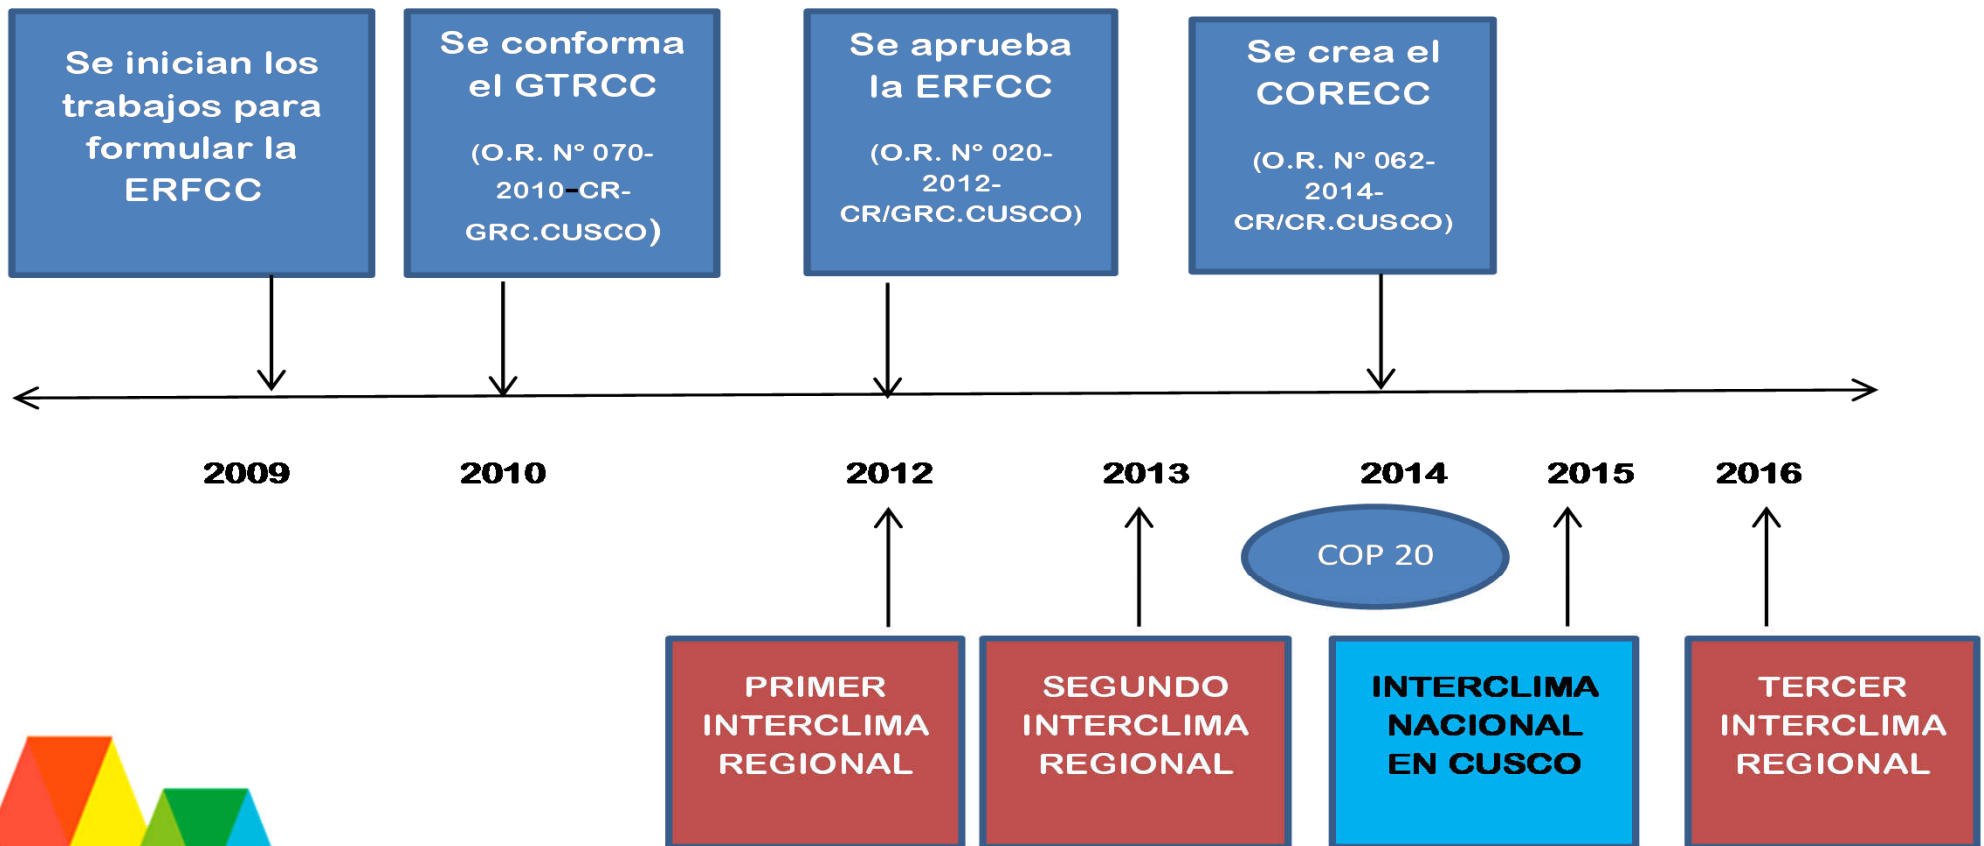 Se inician los
trabajos para
formular la
ERFCC
Se conforma
el GTRCC
(O.R. N° 070-
2010-CR-
GRC.CUSCO)
Se aprueba
la ERFCC
(O.R. N° 020-
2012-
CR/GRC.CUSCO)
Se crea el
CORECC
(O.R. N° 062-
2014-
CR/CR.CUSCO)
2009
2010
2012
2013
2014
2015
2016
COP 20
PRIMER
INTERCLIMA
REGIONAL
SEGUNDO
INTERCLIMA
REGIONAL
INTERCLIMA
NACIONAL
EN CUSCO
TERCER
INTERCLIMA
REGIONAL